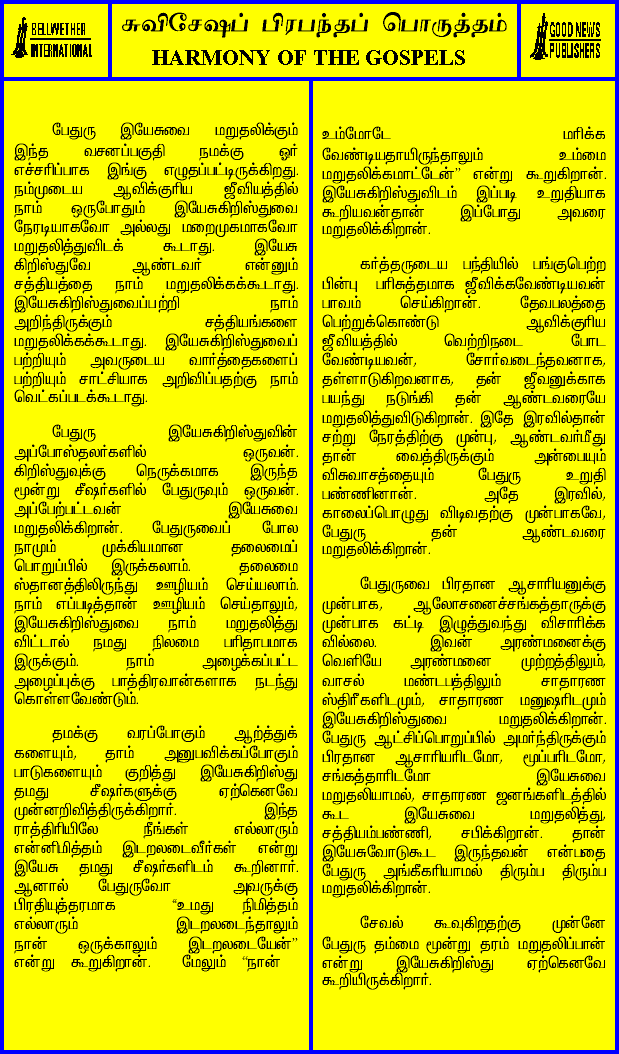 BELLWETHER
INTERNATIONAL
சுவிசேஷப் பிரபந்தப் பொருத்தம்
HARMONY OF THE GOSPELS
GOOD NEWS
PUBLISHERS
பேதுரு இயேசுவை மறுதலிக்கும்
இந்த வசனப்பகுதி நமக்கு ஓர்
எச்சரிப்பாக இங்கு எழுதப்பட்டிருக்கிறது.
நம்முடைய ஆவிக்குரிய ஜீவியத்தில்
நாம் ஒருபோதும் இயேசுகிறிஸ்துவை
நேரடியாகவோ அல்லது மறைமுகமாகவோ
மறுதலித்துவிடக் கூடாது. இயேசு
கிறிஸ்துவே ஆண்டவர் என்னும்
சத்தியத்தை நாம் மறுதலிக்கக்கூடாது.
இயேசுகிறிஸ்துவைப்பற்றி நாம்
அறிந்திருக்கும் சத்தியங்களை
மறுதலிக்கக்கூடாது. இயேசுகிறிஸ்துவைப்
பற்றியும் அவருடைய வார்த்தைகளைப்
பற்றியும் சாட்சியாக அறிவிப்பதற்கு நாம்
வெட்கப்படக்கூடாது.
பேதுரு இயேசுகிறிஸ்துவின்
அப்போஸ்தலர்களில் ஒருவன்.
கிறிஸ்துவுக்கு நெருக்கமாக இருந்த
மூன்று சீஷர்களில் பேதுருவும் ஒருவன்.
அப்பேற்பட்டவன் இயேசுவை
மறுதலிக்கிறான். பேதுருவைப் போல
நாமும் முக்கியமான தலைமைப்
பொறுப்பில் இருக்கலாம். தலைமை
ஸ்தானத்திலிருந்து ஊழியம் செய்யலாம்.
நாம் எப்படித்தான் ஊழியம் செய்தாலும்,
இயேசுகிறிஸ்துவை நாம் மறுதலித்து
விட்டால் நமது நிலமை பரிதாபமாக
இருக்கும். நாம் அழைக்கப்பட்ட
அழைப்புக்கு பாத்திரவான்களாக நடந்து
கொள்ளவேண்டும்.
தமக்கு வரப்போகும் ஆற்த்துக்
களையும், தாம் அனுபவிக்கப்போகும்
பாடுகளையும் குறித்து இயேசுகிறிஸ்து
தமது சீஷர்களுக்கு ஏற்கெனவே
முன்னறிவித்திருக்கிறார். இந்த
ராத்திரியிலே நீங்கள் எல்லாரும்
என்னிமித்தம் இடறலடைவீர்கள் என்று
இயேசு தமது சீஷர்களிடம் கூறினார்.
ஆனால் பேதுருவோ அவருக்கு
பிரதியுத்தரமாக “உமது நிமித்தம்
எல்லாரும் இடறலடைந்தாலும்
நான் ஒருக்காலும் இடறலடையேன்”
என்று கூறுகிறான். மேலும் “நான்
உம்மோடே மரிக்க
வேண்டியதாயிருந்தாலும் உம்மை
மறுதலிக்கமாட்டேன்” என்று கூறுகிறான்.
இயேசுகிறிஸ்துவிடம் இப்படி உறுதியாக
கூறியவன்தான் இப்போது அவரை
மறுதலிக்கிறான்.
கர்த்தருடைய பந்தியில் பங்குபெற்ற
பின்பு பரிசுத்தமாக ஜீவிக்கவேண்டியவன்
பாவம் செய்கிறான். தேவபலத்தை
பெற்றுக்கொண்டு ஆவிக்குரிய
ஜீவியத்தில் வெற்றிநடை போட
வேண்டியவன், சோர்வடைந்தவனாக,
தள்ளாடுகிறவனாக, தன் ஜீவனுக்காக
பயந்து நடுங்கி தன் ஆண்டவரையே
மறுதலித்துவிடுகிறான். இதே இரவில்தான்
சற்று நேரத்திற்கு முன்பு, ஆண்டவர்மீது
தான் வைத்திருக்கும் அன்பையும்
விசுவாசத்தையும் பேதுரு உறுதி
பண்ணினான். அதே இரவில்,
காலைப்பொழுது விடிவதற்கு முன்பாகவே,
பேதுரு தன் ஆண்டவரை
மறுதலிக்கிறான்.
பேதுருவை பிரதான ஆசாரியனுக்கு
முன்பாக, ஆலோசனைச்சங்கத்தாருக்கு
முன்பாக கட்டி இழுத்துவந்து விசாரிக்க
வில்லை. இவன் அரண்மனைக்கு
வெளியே அரண்மனை முற்றத்திலும்,
வாசல் மண்டபத்திலும் சாதாரண
ஸ்திரீகளிடமும், சாதாரண மனுஷரிடமும்
இயேசுகிறிஸ்துவை மறுதலிக்கிறான்.
பேதுரு ஆட்சிப்பொறுப்பில் அமர்ந்திருக்கும்
பிரதான ஆசாரியரிடமோ, மூப்பரிடமோ,
சங்கத்தாரிடமோ இயேசுவை
மறுதலியாமல், சாதாரண ஜனங்களிடத்தில்
கூட இயேசுவை மறுதலித்து,
சத்தியம்பண்ணி, சபிக்கிறான். தான்
இயேசுவோடுகூட இருந்தவன் என்பதை
பேதுரு அங்கீகரியாமல் திரும்ப திரும்ப
மறுதலிக்கிறான்.
சேவல் கூவுகிறதற்கு முன்னே
பேதுரு தம்மை மூன்று தரம் மறுதலிப்பான்
என்று இயேசுகிறிஸ்து ஏற்கெனவே
கூறியிருக்கிறார்.